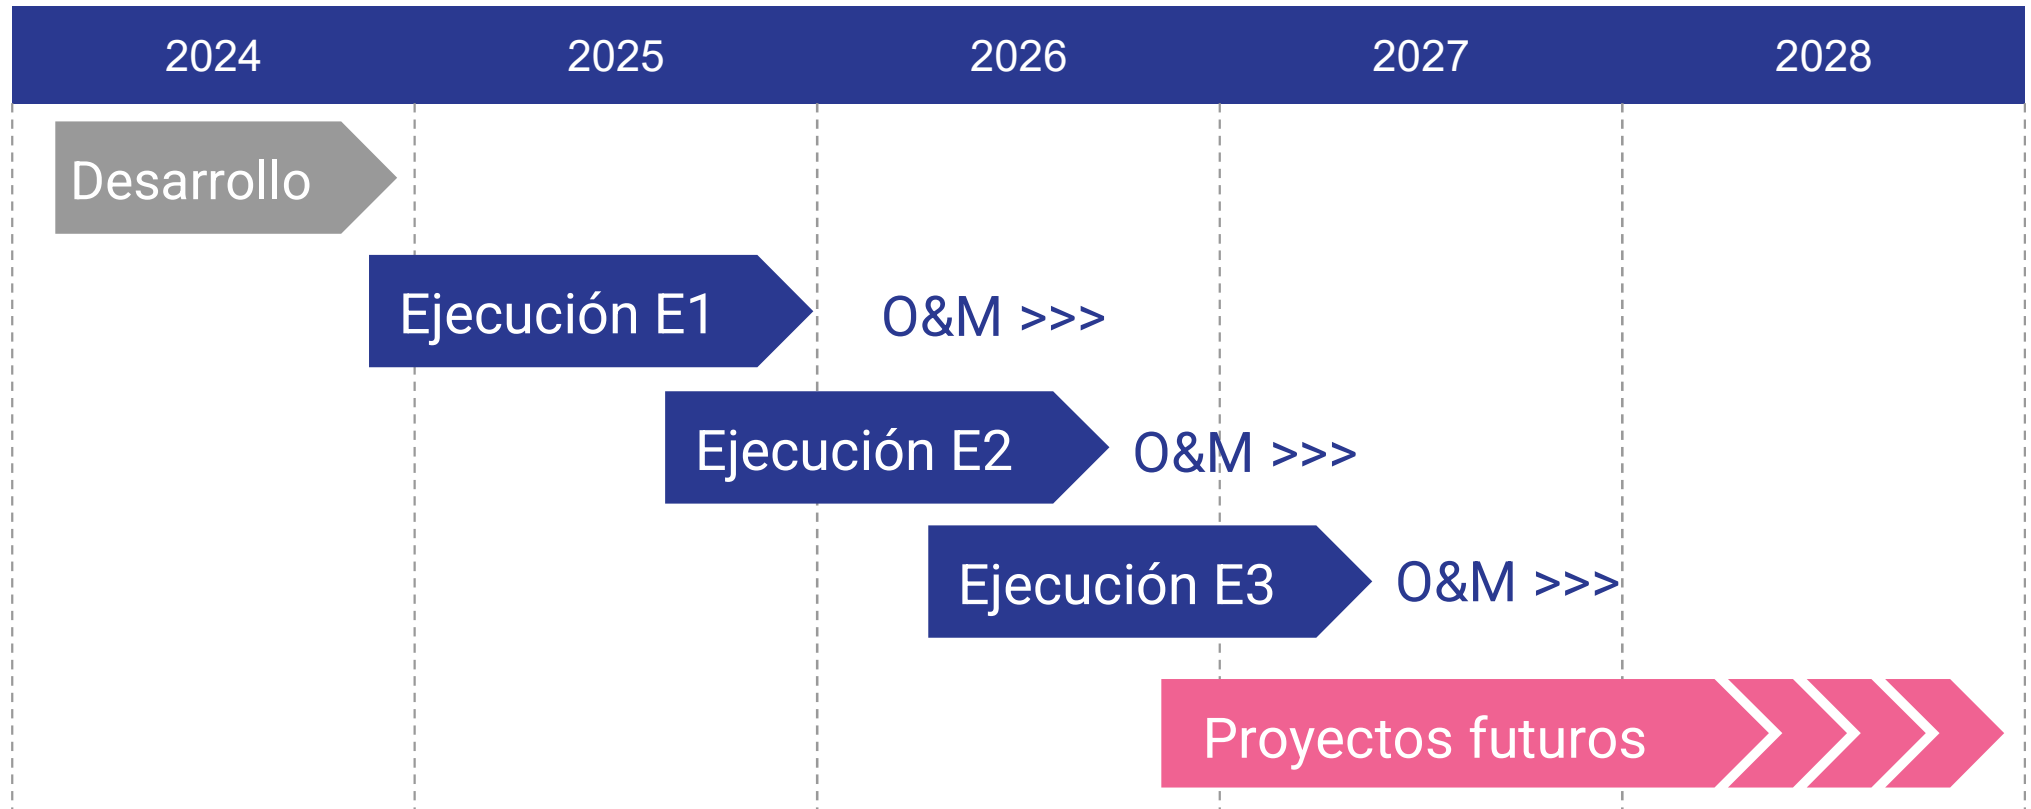 2024 2025 2026 2027 2028
Desarrollo
Ejecución E1 O&M >>>
Ejecución E2 O&M >>>
Ejecución E3 O&M >>>
Proyectos futuros